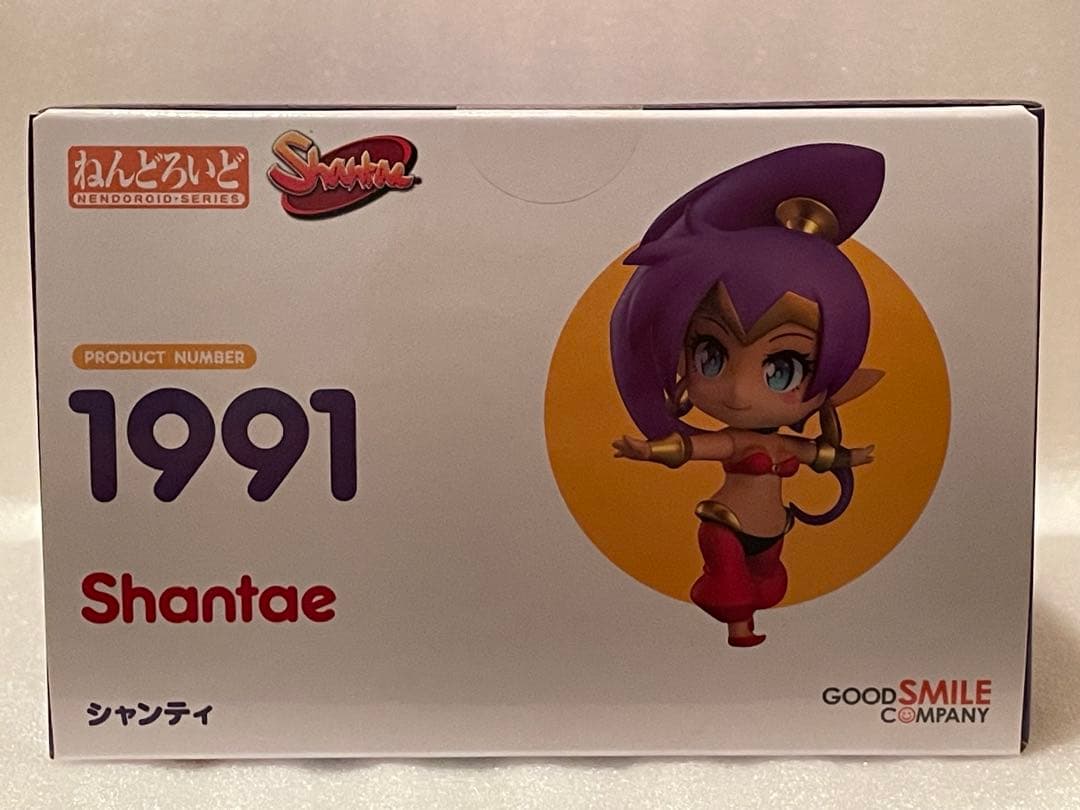 ねんどろいど
NENDOROID・SERIES
Shantae
PRODUCT NUMBER
1991
Shantae
シャンティ
GOOD SMILE
COMPANY